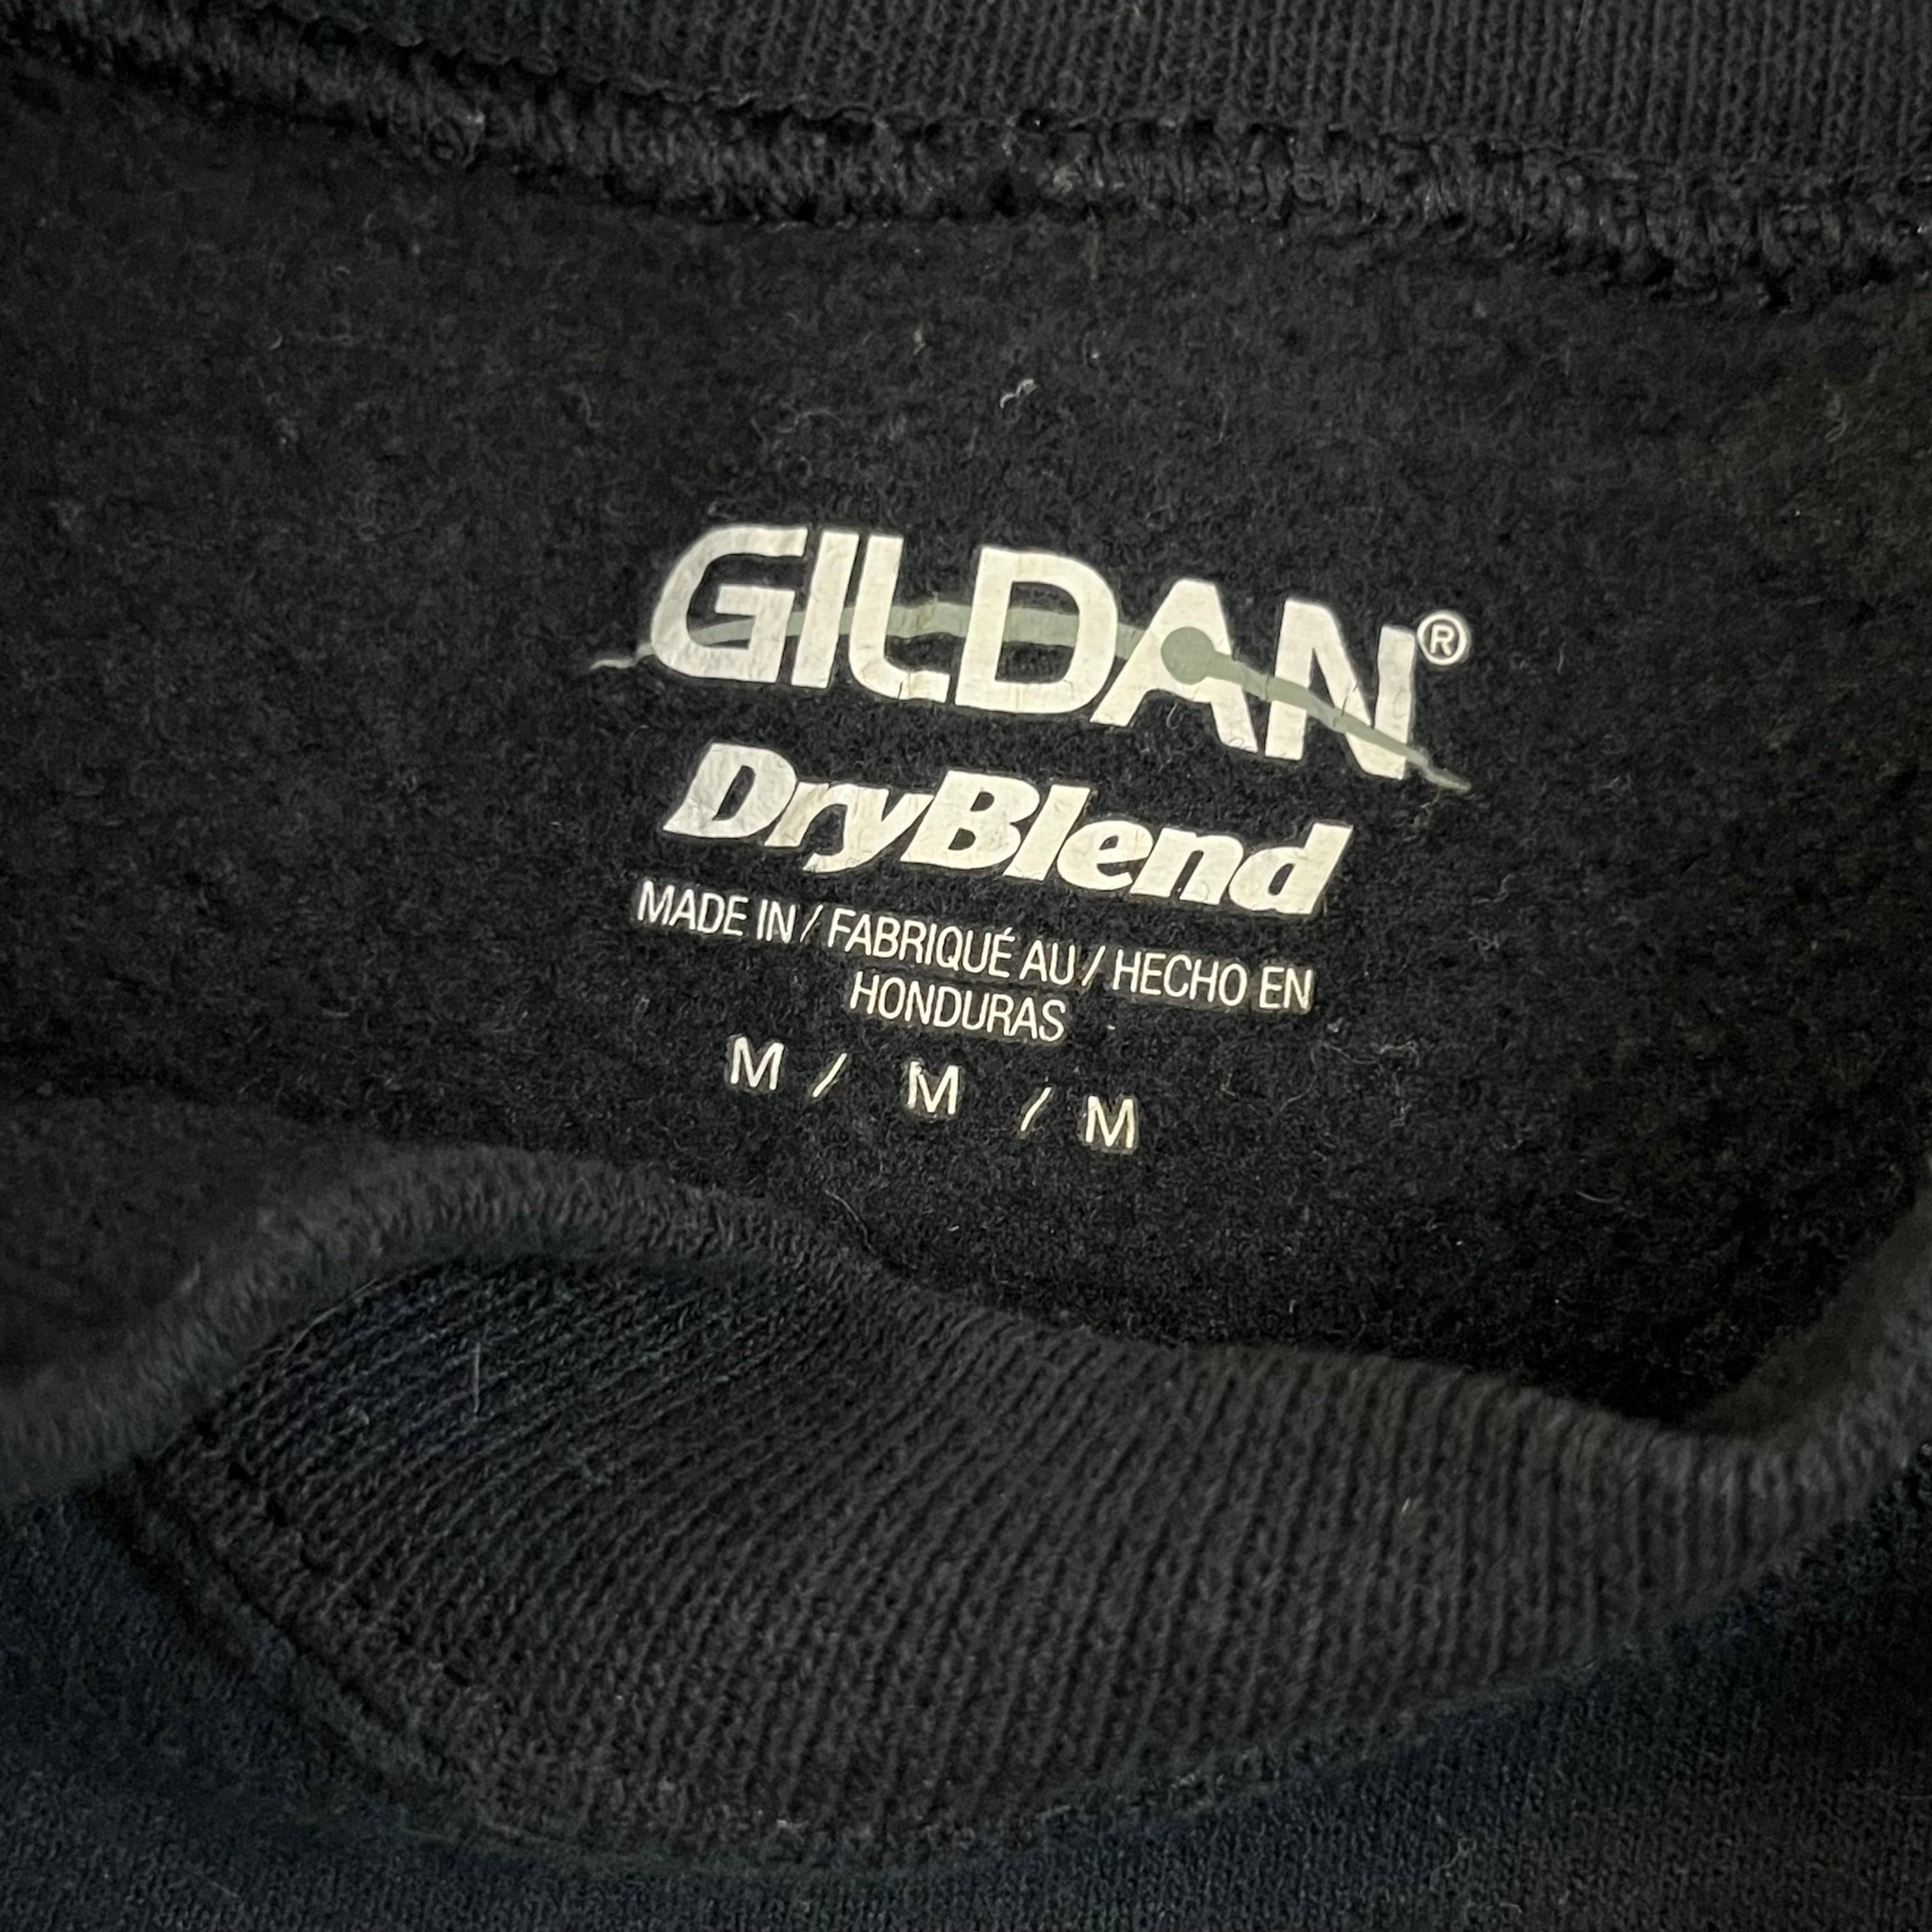 GILDAN®
DryBlend
MADE IN / FABRIQUÉ AU / HECHO EN
HONDURAS
M / M / M